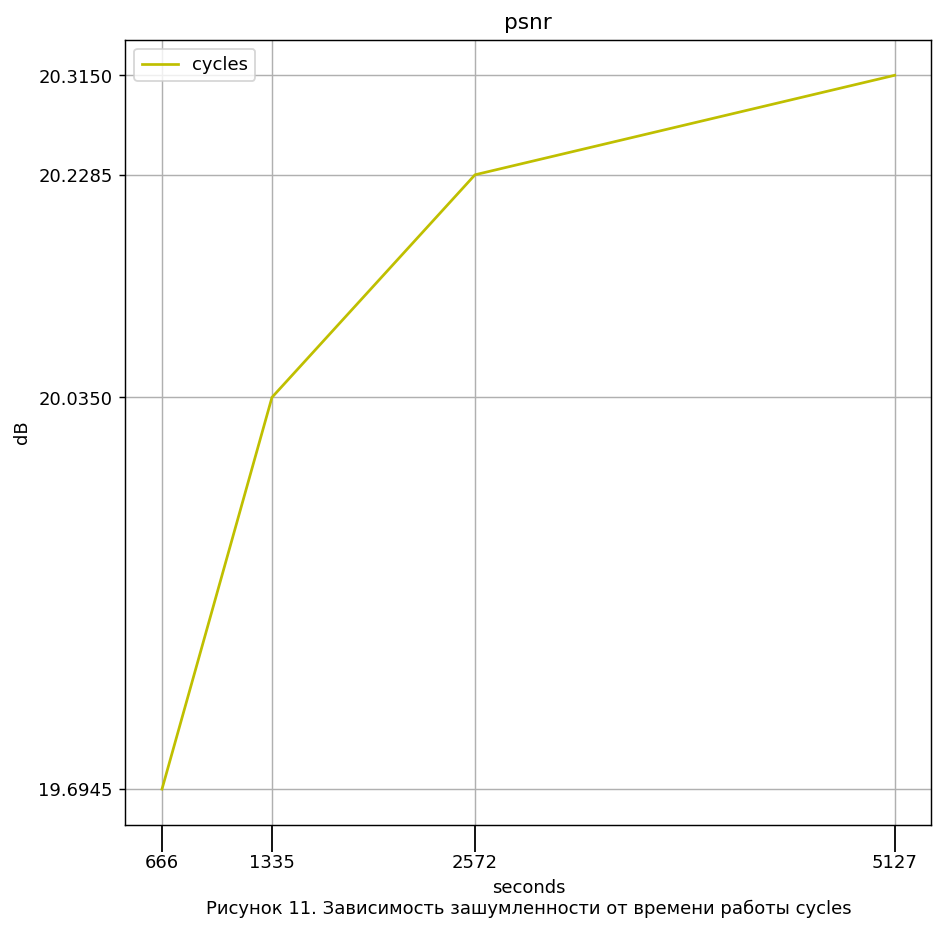 psnr
cycles
20.3150
20.2285
20.0350
dB
19.6945
666 1335 2572 5127
seconds
Рисунок 11. Зависимость зашумленности от времени работы cycles